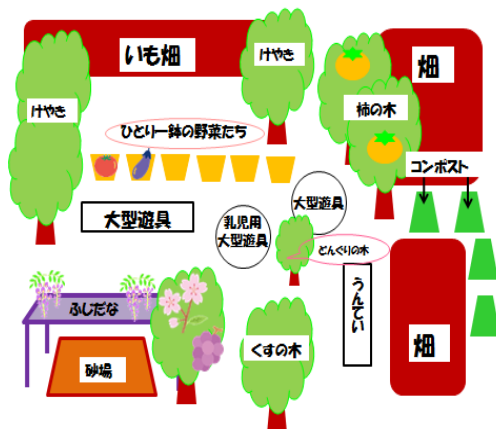 いも畑
けやき
畑
けやき
柿の木
ひとり一鉢の野菜たち
コンポスト
大型遊具
大型遊具
乳児用
大型遊具
どんぐりの木
うんてい
ふじだな
くすの木
畑
砂場